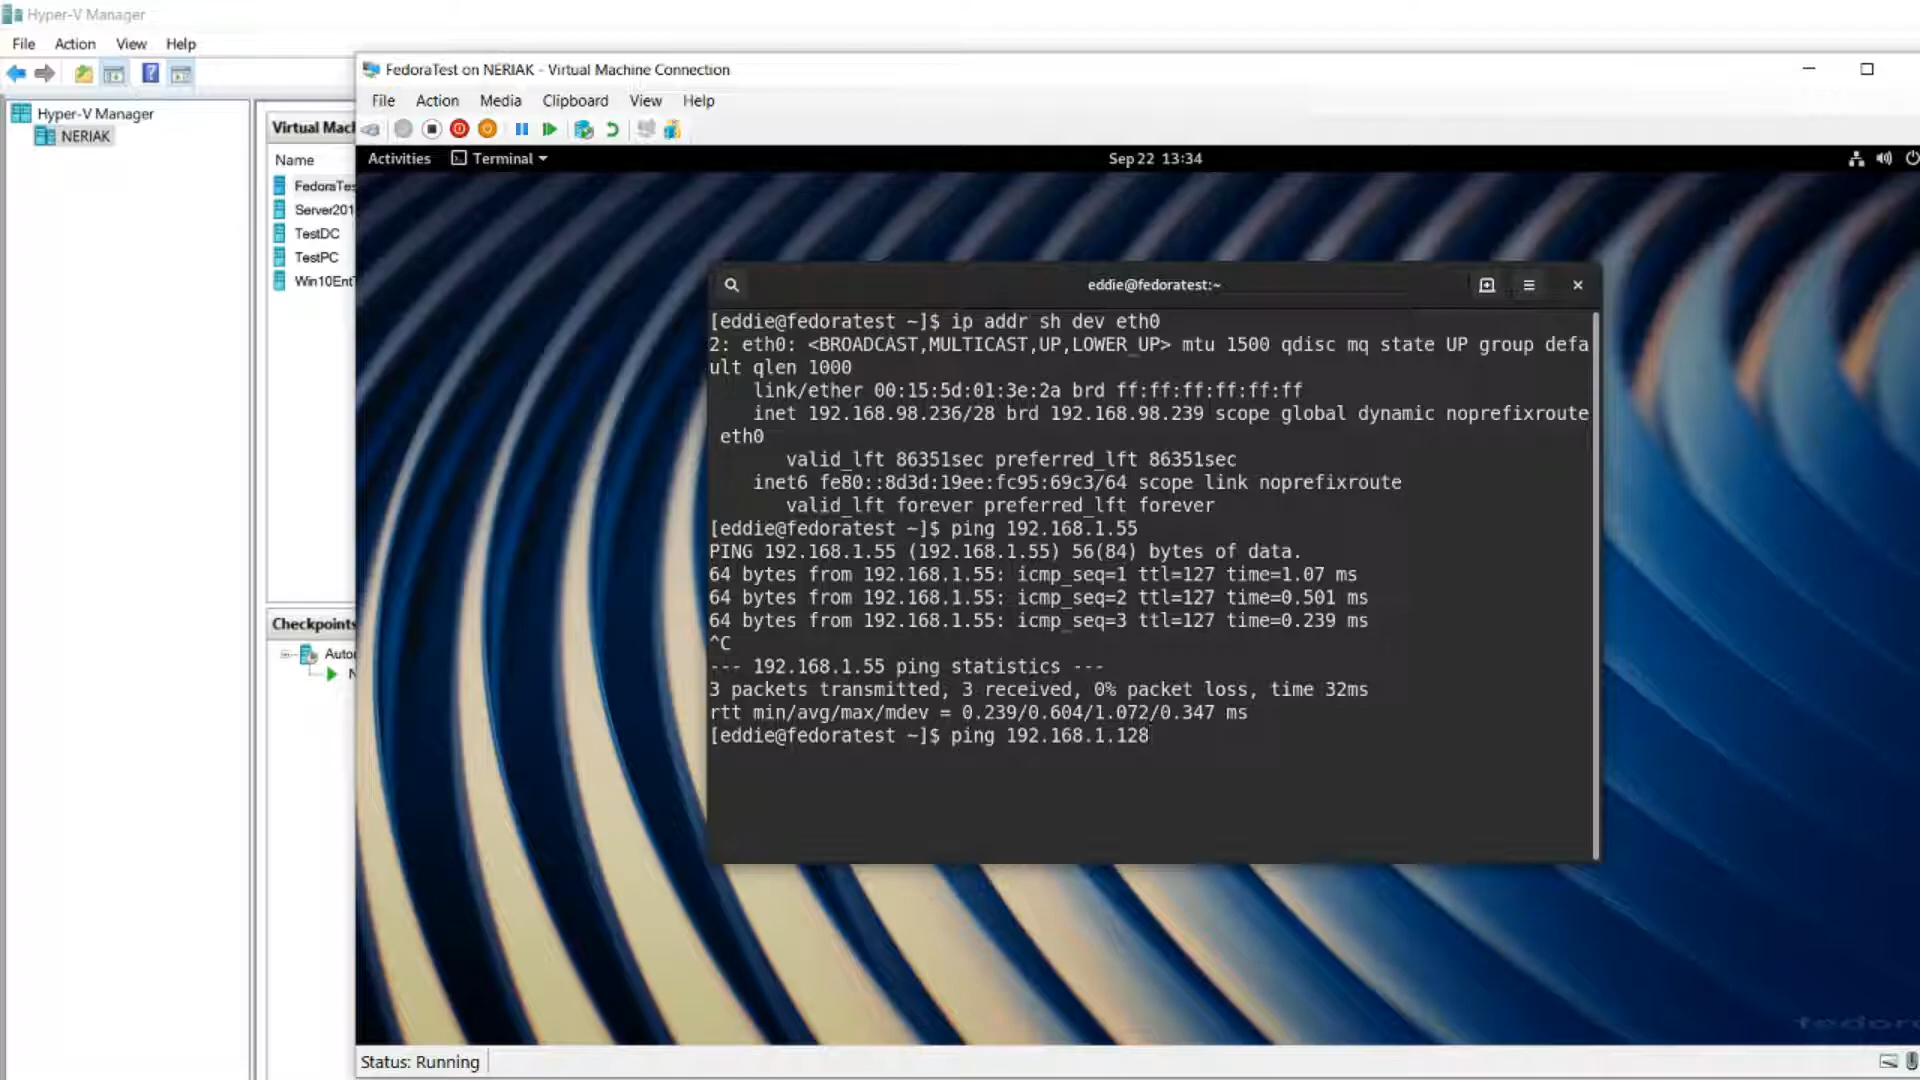 Hyper-V Manager
File Action View Help
Hyper-V Manager
NERIAK
Virtual Mac
Name
FedoraTes
Server201
TestDC
TestPC
Win10Ent
Checkpoints
Auto
FedoraTest on NERIAK - Virtual Machine Connection
File Action Media Clipboard View Help
Activities Terminal Sep 22 13:34
eddie@fedoratest:~
[eddie@fedoratest ~]$ ip addr sh dev eth0
2: eth0: <BROADCAST,MULTICAST,UP,LOWER_UP> mtu 1500 qdisc mq state UP group defa
ult qlen 1000
link/ether 00:15:5d:01:3e:2a brd ff:ff:ff:ff:ff:ff
inet 192.168.98.236/28 brd 192.168.98.239 scope global dynamic noprefixroute
eth0
valid_lft 86351sec preferred_lft 86351sec
inet6 fe80::8d3d:19ee:fc95:69c3/64 scope link noprefixroute
valid_lft forever preferred_lft forever
[eddie@fedoratest ~]$ ping 192.168.1.55
PING 192.168.1.55 (192.168.1.55) 56(84) bytes of data.
64 bytes from 192.168.1.55: icmp_seq=1 ttl=127 time=1.07 ms
64 bytes from 192.168.1.55: icmp_seq=2 ttl=127 time=0.501 ms
64 bytes from 192.168.1.55: icmp_seq=3 ttl=127 time=0.239 ms
^C
--- 192.168.1.55 ping statistics ---
3 packets transmitted, 3 received, 0% packet loss, time 32ms
rtt min/avg/max/mdev = 0.239/0.604/1.072/0.347 ms
[eddie@fedoratest ~]$ ping 192.168.1.128
fedora
Status: Running